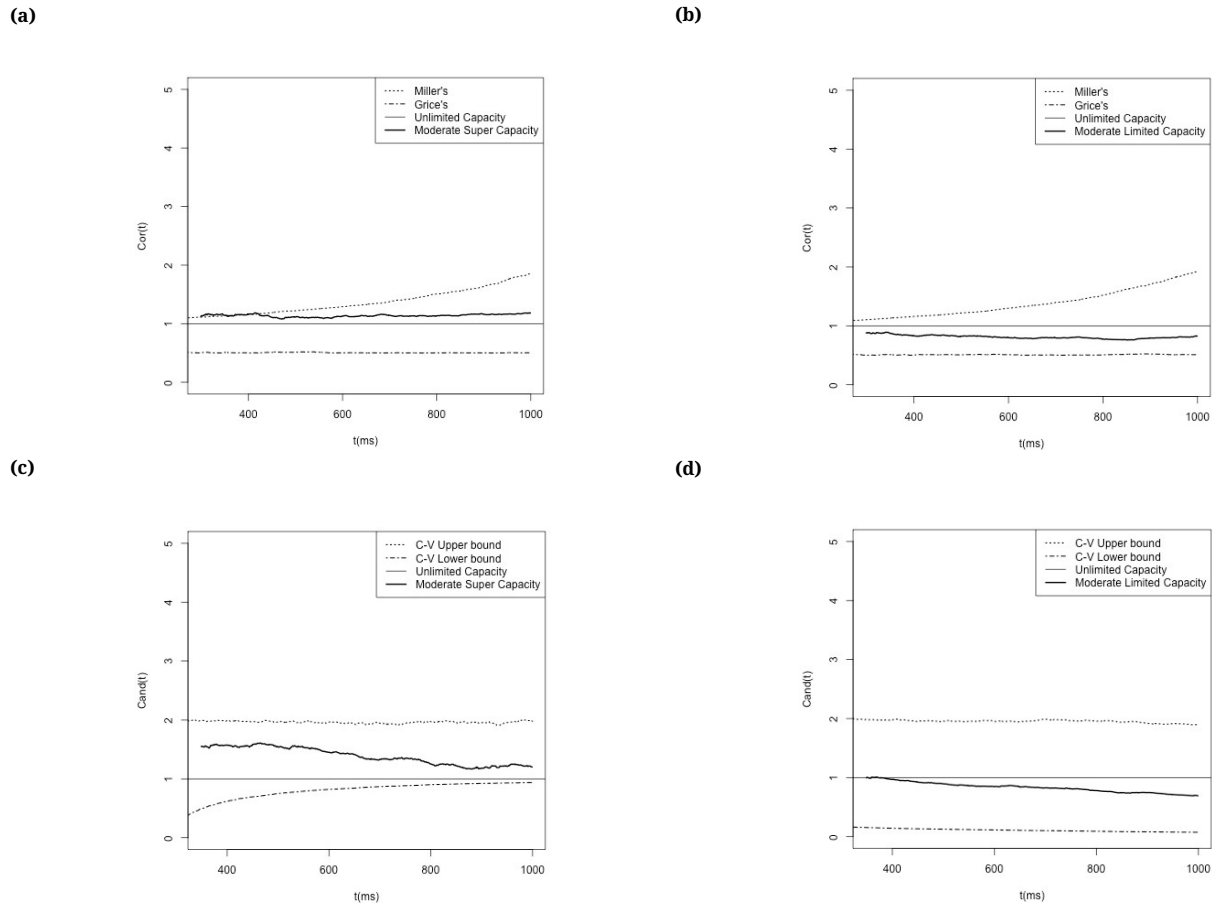 (a)
Miller's
Grice's
Unlimited Capacity
Moderate Super Capacity
Cor(t)
5
4
3
2
1
0
400 600 800 1000
t(ms)
(b)
Miller's
Grice's
Unlimited Capacity
Moderate Limited Capacity
Cor(t)
5
4
3
2
1
0
400 600 800 1000
t(ms)
(c)
C-V Upper bound
C-V Lower bound
Unlimited Capacity
Moderate Super Capacity
Cand(t)
5
4
3
2
1
0
400 600 800 1000
t(ms)
(d)
C-V Upper bound
C-V Lower bound
Unlimited Capacity
Moderate Limited Capacity
Cand(t)
5
4
3
2
1
0
400 600 800 1000
t(ms)